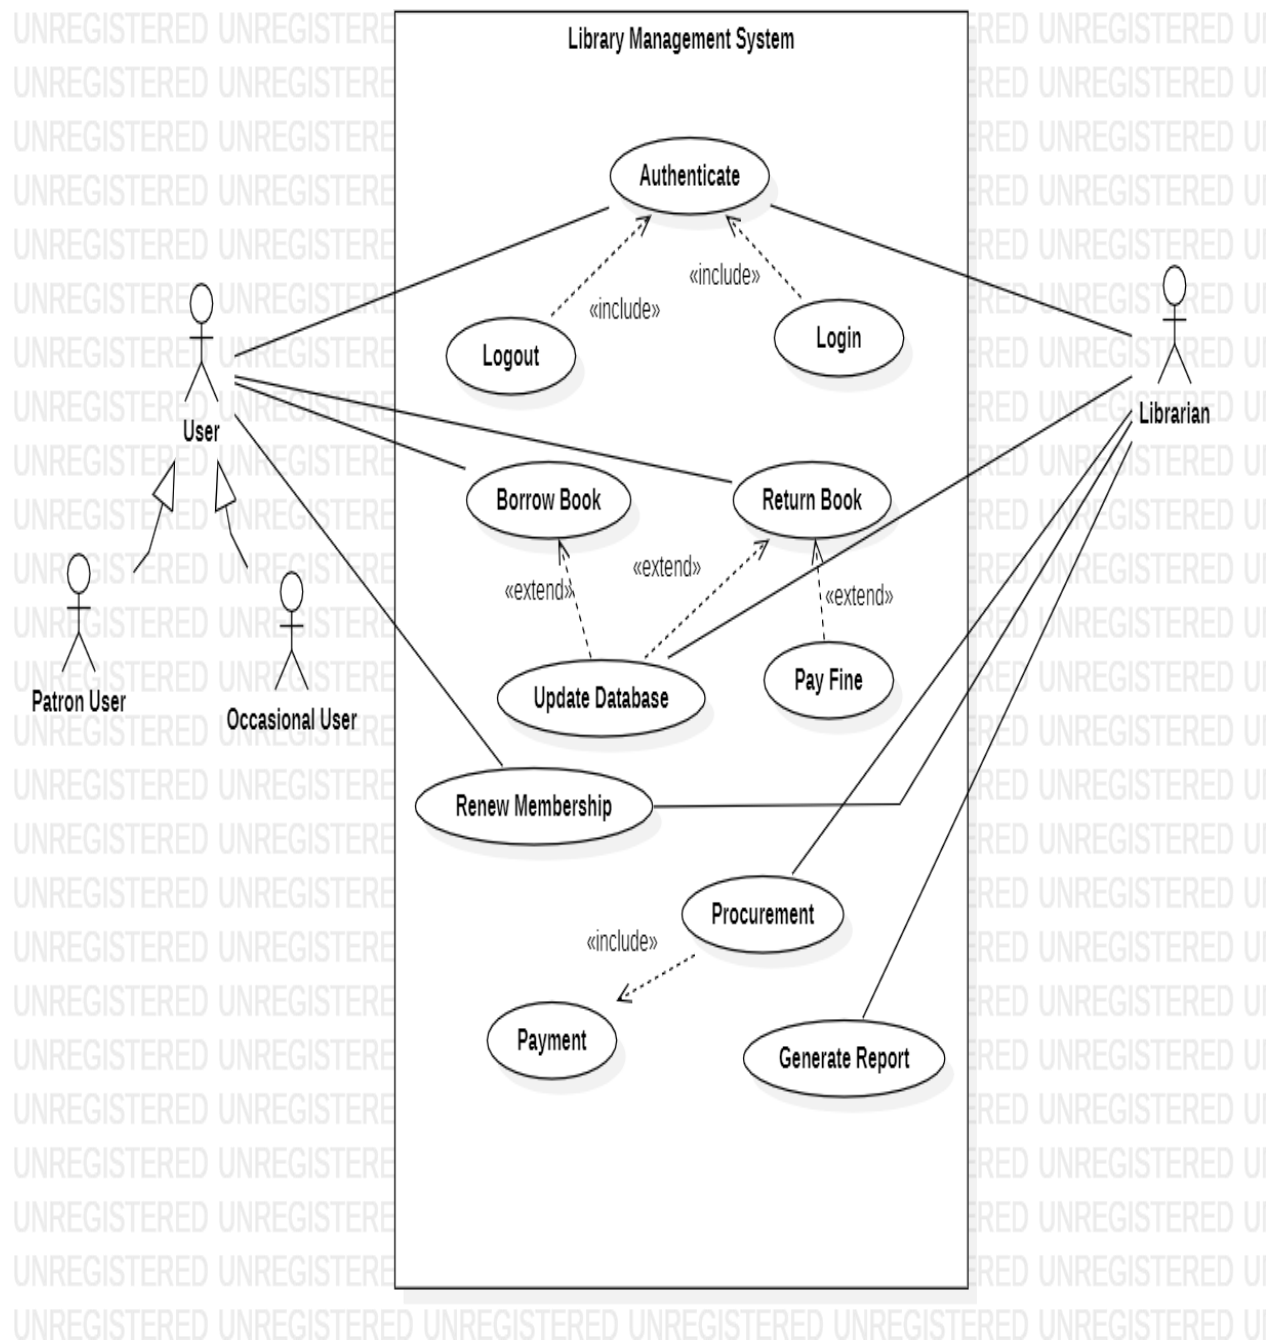 Library Management System
Authenticate
«include»
«include»
Logout
Login
User
Librarian
Borrow Book
Return Book
«extend»
«extend»
«extend»
Patron User
Occasional User
Update Database
Pay Fine
Renew Membership
Procurement
«include»
Payment
Generate Report
UNREGISTERED UNREGISTERED UNREGISTERED UNREGISTERED UNREGISTERED